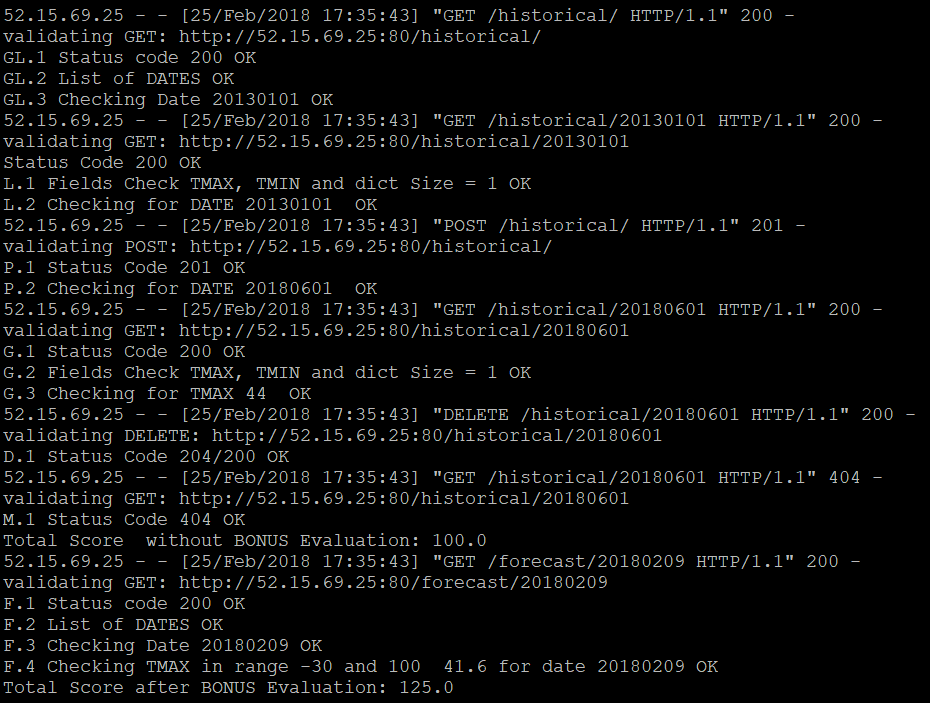 52.15.69.25 - - [25/Feb/2018 17:35:43] "GET /historical/ HTTP/1.1" 200 -
validating GET: http://52.15.69.25:80/historical/
GL.1 Status code 200 OK
GL.2 List of DATES OK
GL.3 Checking Date 20130101 OK
52.15.69.25 - - [25/Feb/2018 17:35:43] "GET /historical/20130101 HTTP/1.1" 200 -
validating GET: http://52.15.69.25:80/historical/20130101
Status Code 200 OK
L.1 Fields Check TMAX, TMIN and dict Size = 1 OK
L.2 Checking for DATE 20130101  OK
52.15.69.25 - - [25/Feb/2018 17:35:43] "POST /historical/ HTTP/1.1" 201 -
validating POST: http://52.15.69.25:80/historical/
P.1 Status Code 201 OK
P.2 Checking for DATE 20180601  OK
52.15.69.25 - - [25/Feb/2018 17:35:43] "GET /historical/20180601 HTTP/1.1" 200 -
validating GET: http://52.15.69.25:80/historical/20180601
G.1 Status Code 200 OK
G.2 Fields Check TMAX, TMIN and dict Size = 1 OK
G.3 Checking for TMAX 44  OK
52.15.69.25 - - [25/Feb/2018 17:35:43] "DELETE /historical/20180601 HTTP/1.1" 200 -
validating DELETE: http://52.15.69.25:80/historical/20180601
D.1 Status Code 204/200 OK
52.15.69.25 - - [25/Feb/2018 17:35:43] "GET /historical/20180601 HTTP/1.1" 404 -
validating GET: http://52.15.69.25:80/historical/20180601
M.1 Status Code 404 OK
Total Score  without BONUS Evaluation: 100.0
52.15.69.25 - - [25/Feb/2018 17:35:43] "GET /forecast/20180209 HTTP/1.1" 200 -
validating GET: http://52.15.69.25:80/forecast/20180209
F.1 Status code 200 OK
F.2 List of DATES OK
F.3 Checking Date 20180209 OK
F.4 Checking TMAX in range -30 and 100  41.6 for date 20180209 OK
Total Score after BONUS Evaluation: 125.0